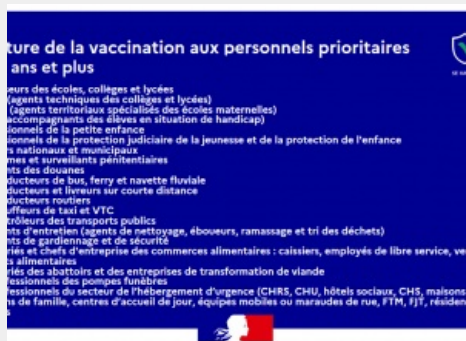 ture de la vaccination aux personnels prioritaires
ans et plus
seurs des écoles, collèges et lycées
(agents techniques des collèges et lycées)
(agents territoriaux spécialisés des écoles maternelles)
accompagnants des élèves en situation de handicap)
sionnels de la petite enfance
sionnels de la protection judiciaire de la jeunesse et de la protection de l'enfance
rs nationaux et municipaux
mes et surveillants pénitentiaires
nts des douanes
ducteurs de bus, ferry et navette fluviale
ducteurs et livreurs sur courte distance
ducteurs routiers
uffeurs de taxi et VTC
trôleurs des transports publics
nts d'entretien (agents de nettoyage, éboueurs, ramassage et tri des déchets)
nts de gardiennage et de sécurité
riés et chefs d'entreprise des commerces alimentaires : caissiers, employés de libre service, ve
ts alimentaires
riés des abattoirs et des entreprises de transformation de viande
fessionnels des pompes funèbres
fessionnels du secteur de l'hébergement d'urgence (CHRS, CHU, hôtels sociaux, CHS, maisons
ns de famille, centres d'accueil de jour, équipes mobiles ou maraudes de rue, FTM, FJT, résiden
s